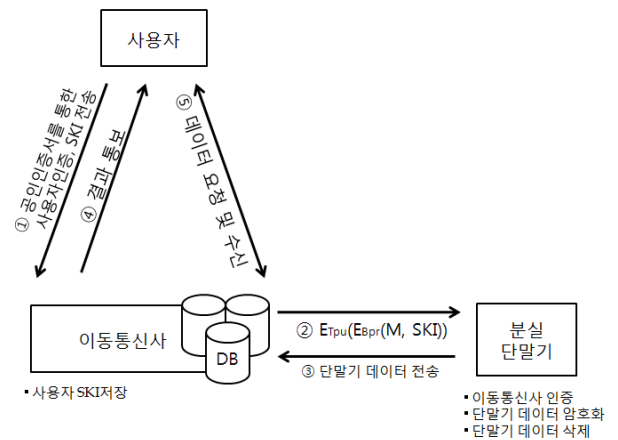 사용자
① 공인인증서를 통한
사용자인증, SKI 전송
④ 결과 통보
⑤ 데이터 요청 및 수신
이동통신사
DB
② ETpu(EBpr(M, SKI))
③ 단말기 데이터 전송
분실
단말기
▪ 사용자 SKI저장
▪ 이동통신사 인증
▪ 단말기 데이터 암호화
▪ 단말기 데이터 삭제